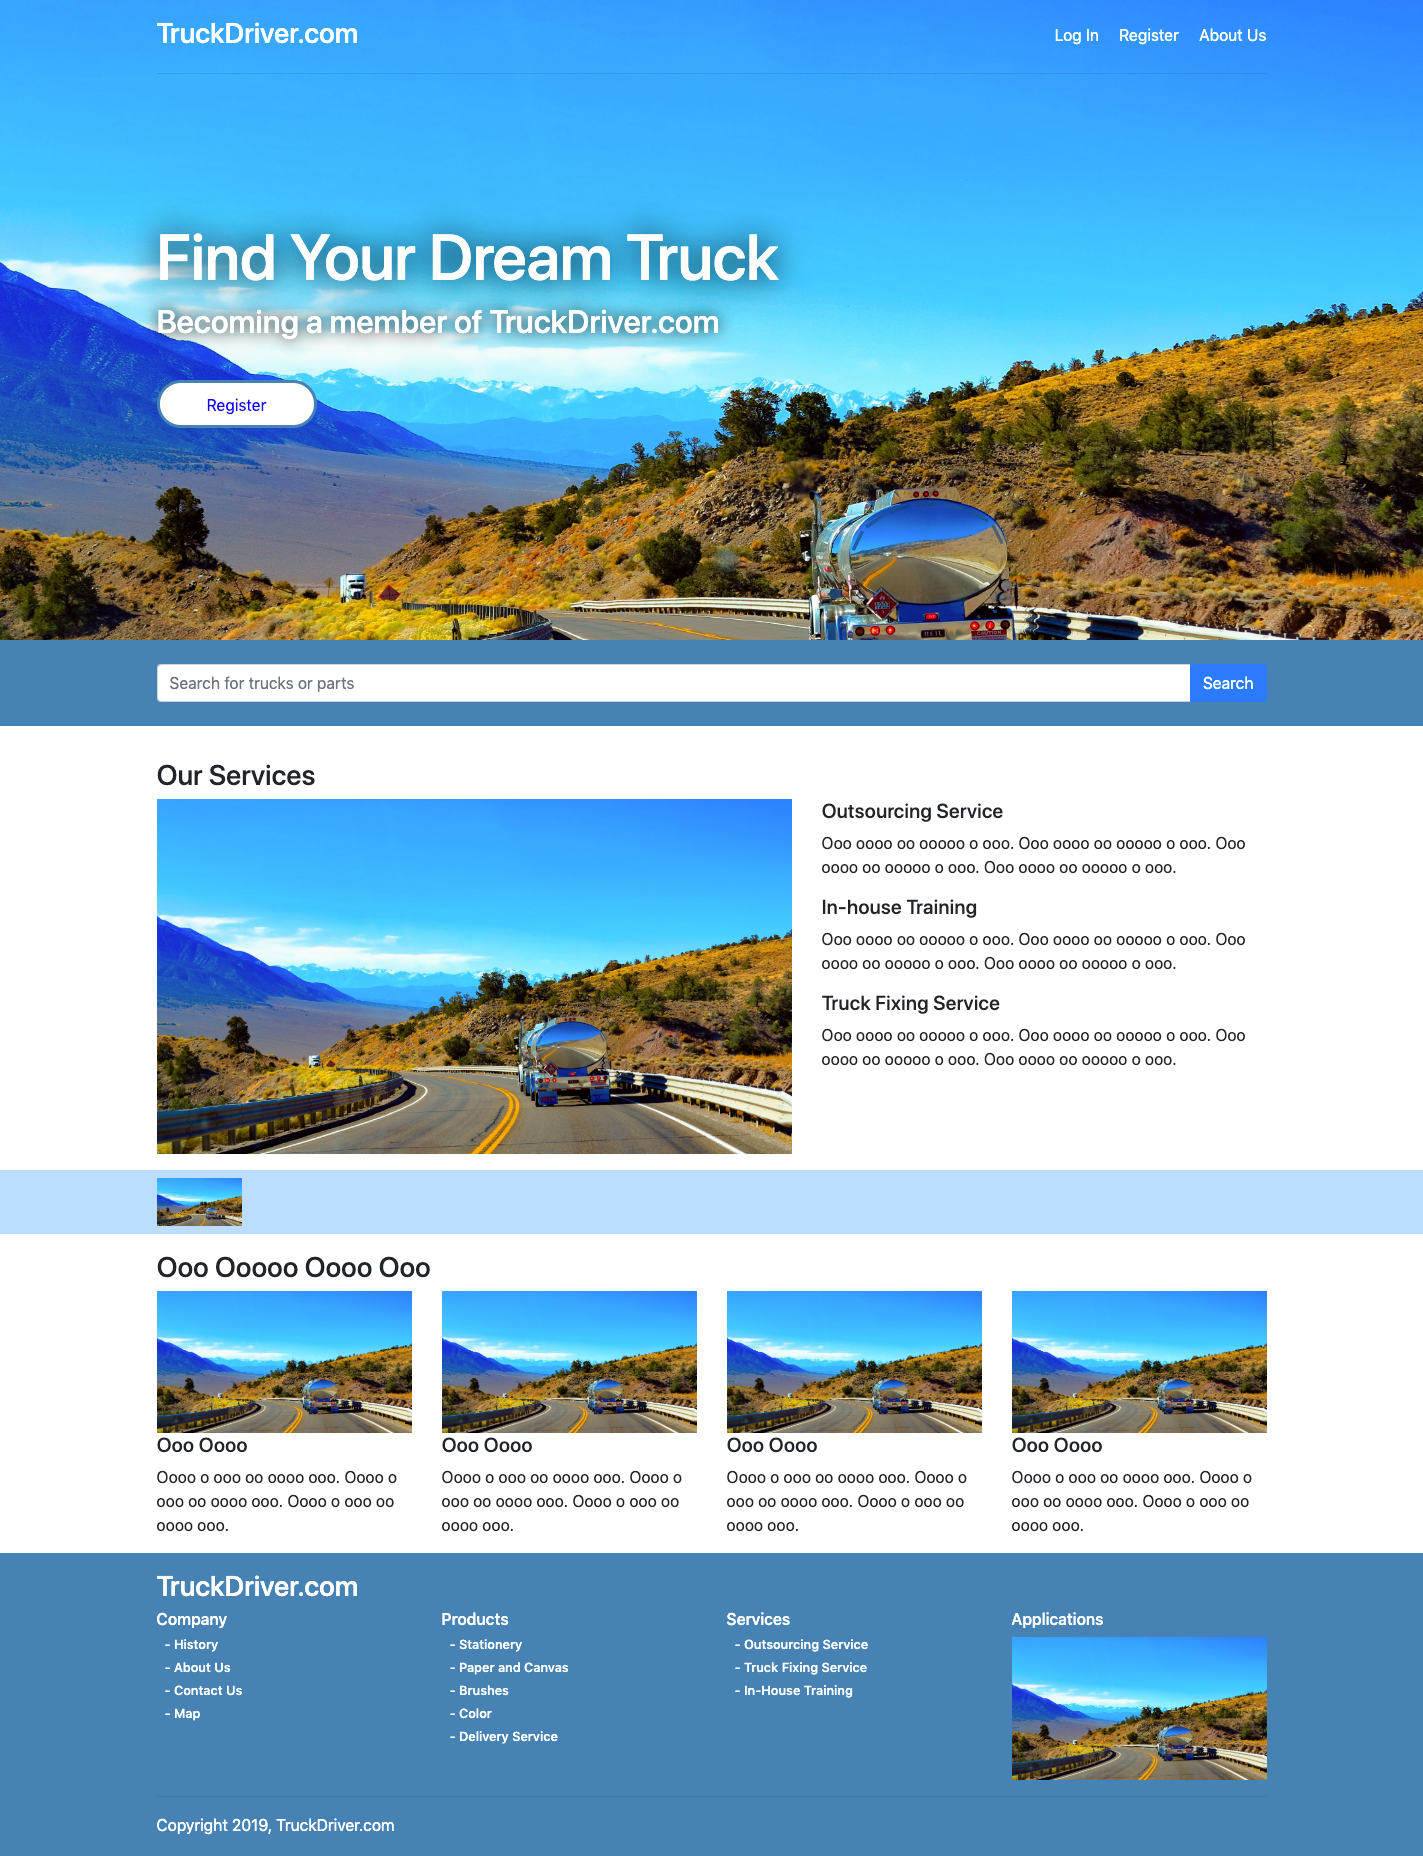 TruckDriver.com
Log In Register About Us
Find Your Dream Truck
Becoming a member of TruckDriver.com
Register
Search for trucks or parts
Search
Our Services
Outsourcing Service
Ooo oooo oo ooooo o ooo. Ooo oooo oo ooooo o ooo. Ooo
oooo oo ooooo o ooo. Ooo oooo oo ooooo o ooo.
In-house Training
Ooo oooo oo ooooo o ooo. Ooo oooo oo ooooo o ooo. Ooo
oooo oo ooooo o ooo. Ooo oooo oo ooooo o ooo.
Truck Fixing Service
Ooo oooo oo ooooo o ooo. Ooo oooo oo ooooo o ooo. Ooo
oooo oo ooooo o ooo. Ooo oooo oo ooooo o ooo.
Ooo Ooooo Oooo Ooo
Ooo Oooo
Oooo o ooo oo oooo ooo. Oooo o
ooo oo oooo ooo. Oooo o ooo oo
oooo ooo.
Ooo Oooo
Oooo o ooo oo oooo ooo. Oooo o
ooo oo oooo ooo. Oooo o ooo oo
oooo ooo.
Ooo Oooo
Oooo o ooo oo oooo ooo. Oooo o
ooo oo oooo ooo. Oooo o ooo oo
oooo ooo.
Ooo Oooo
Oooo o ooo oo oooo ooo. Oooo o
ooo oo oooo ooo. Oooo o ooo oo
oooo ooo.
TruckDriver.com
Company
- History
- About Us
- Contact Us
- Map
Products
- Stationery
- Paper and Canvas
- Brushes
- Color
- Delivery Service
Services
- Outsourcing Service
- Truck Fixing Service
- In-House Training
Applications
Copyright 2019, TruckDriver.com